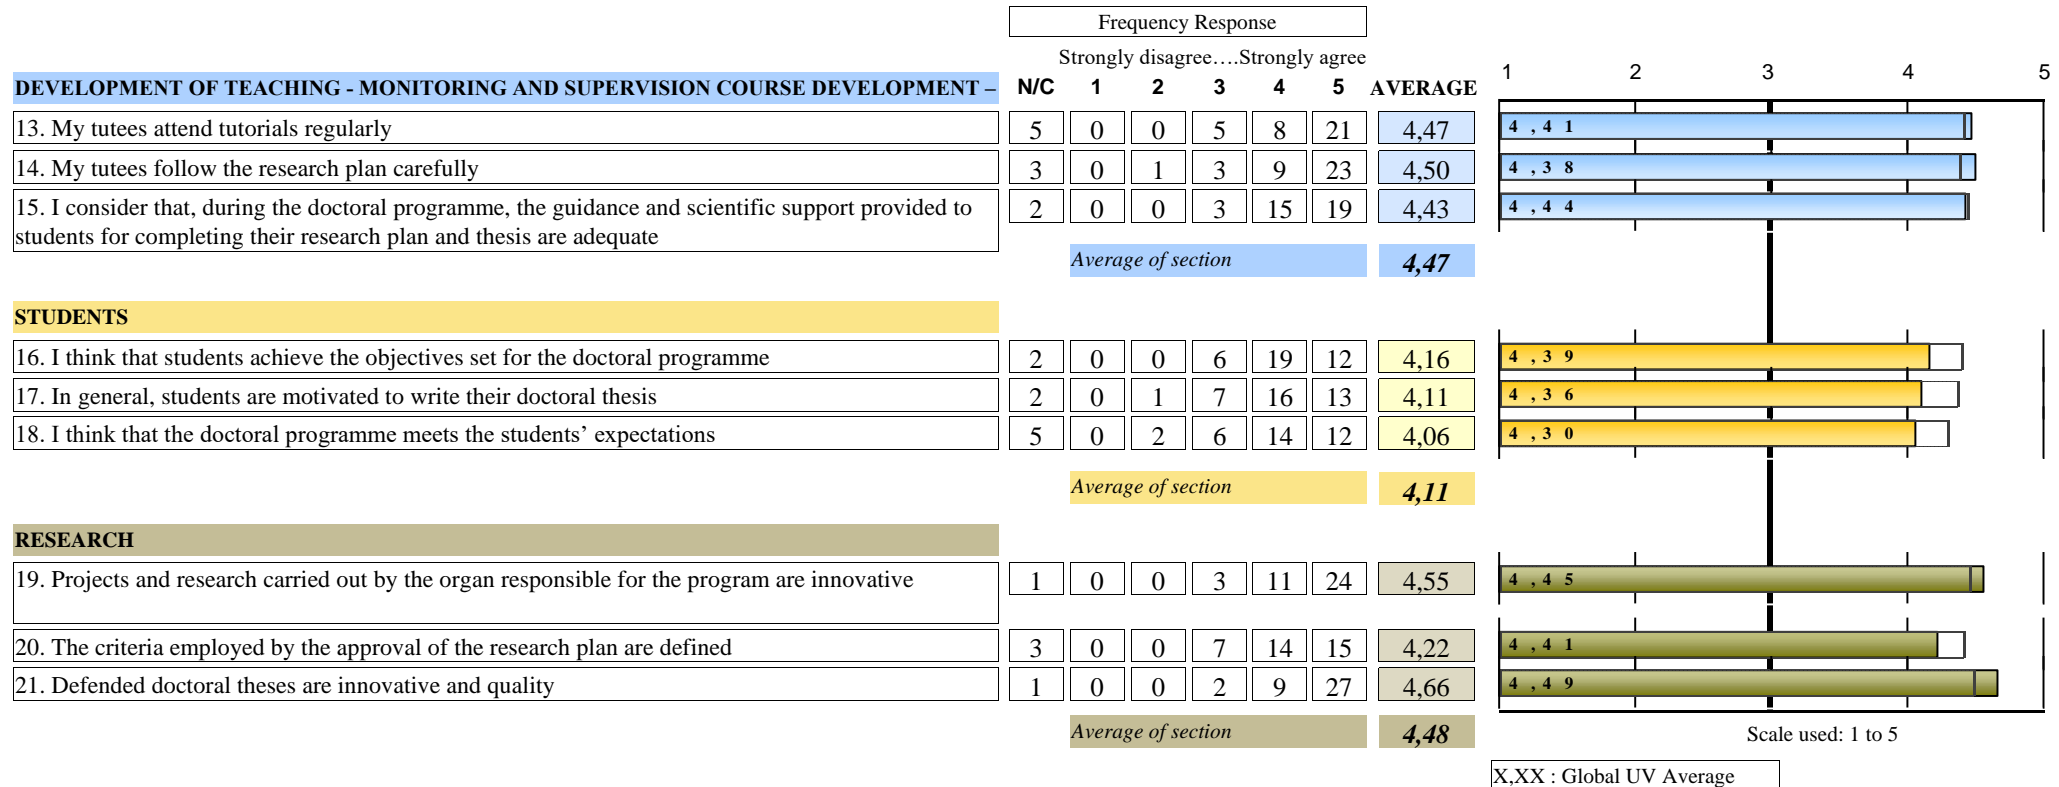 Frequency Response
Strongly disagree….Strongly agree
DEVELOPMENT OF TEACHING - MONITORING AND SUPERVISION COURSE DEVELOPMENT – N/C 1 2 3 4 5 AVERAGE 1 2 3 4 5
13. My tutees attend tutorials regularly 5 0 0 5 8 21 4,47 4,41
14. My tutees follow the research plan carefully 3 0 1 3 9 23 4,50 4,38
15. I consider that, during the doctoral programme, the guidance and scientific support provided to 2 0 0 3 15 19 4,43 4,44
students for completing their research plan and thesis are adequate
Average of section 4,47
STUDENTS
16. I think that students achieve the objectives set for the doctoral programme 2 0 0 6 19 12 4,16 4,39
17. In general, students are motivated to write their doctoral thesis 2 0 1 7 16 13 4,11 4,36
18. I think that the doctoral programme meets the students’ expectations 5 0 2 6 14 12 4,06 4,30
Average of section 4,11
RESEARCH
19. Projects and research carried out by the organ responsible for the program are innovative 1 0 0 3 11 24 4,55 4,45
20. The criteria employed by the approval of the research plan are defined 3 0 0 7 14 15 4,22 4,41
21. Defended doctoral theses are innovative and quality 1 0 0 2 9 27 4,66 4,49
Average of section 4,48
Scale used: 1 to 5
X,XX : Global UV Average